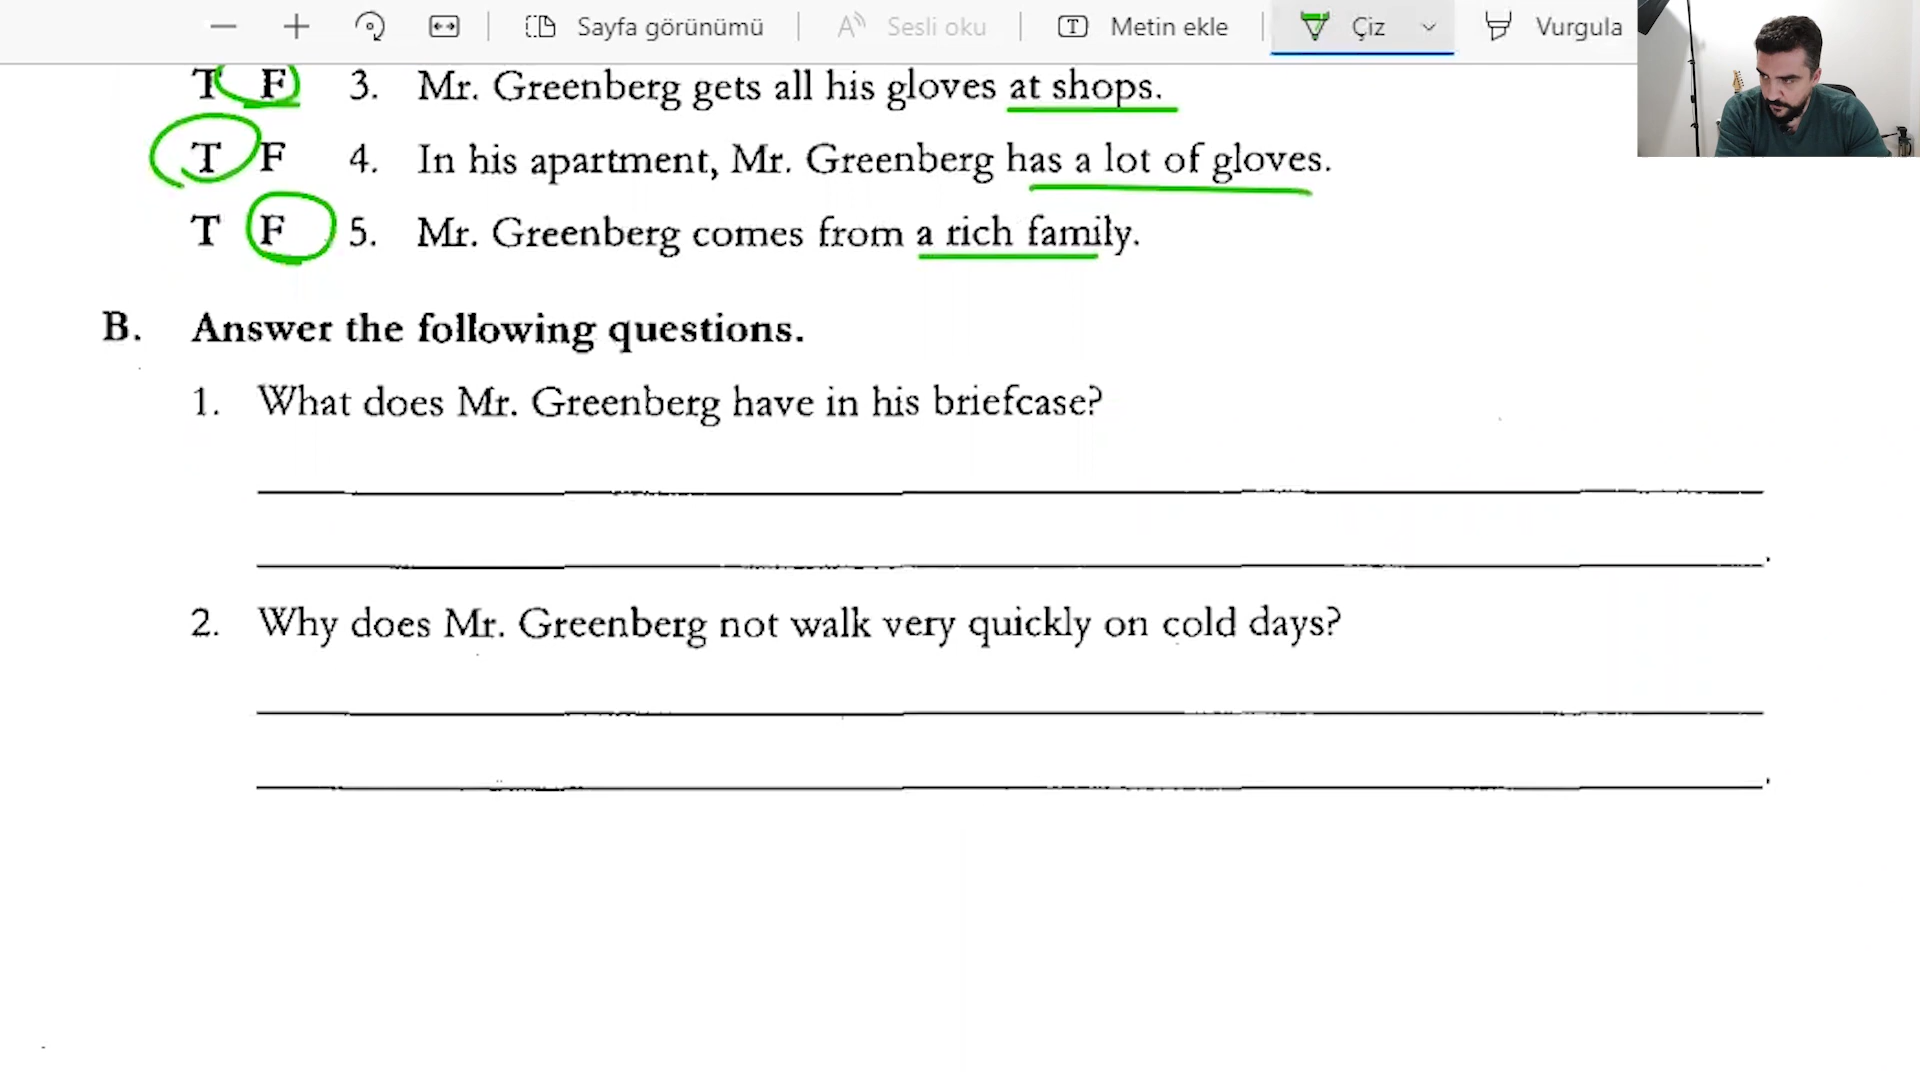 Sayfa görünümü Sesli oku Metin ekle Çiz Vurgula
T F 3. Mr. Greenberg gets all his gloves at shops.
T F 4. In his apartment, Mr. Greenberg has a lot of gloves.
T F 5. Mr. Greenberg comes from a rich family.
B. Answer the following questions.
1. What does Mr. Greenberg have in his briefcase?
2. Why does Mr. Greenberg not walk very quickly on cold days?